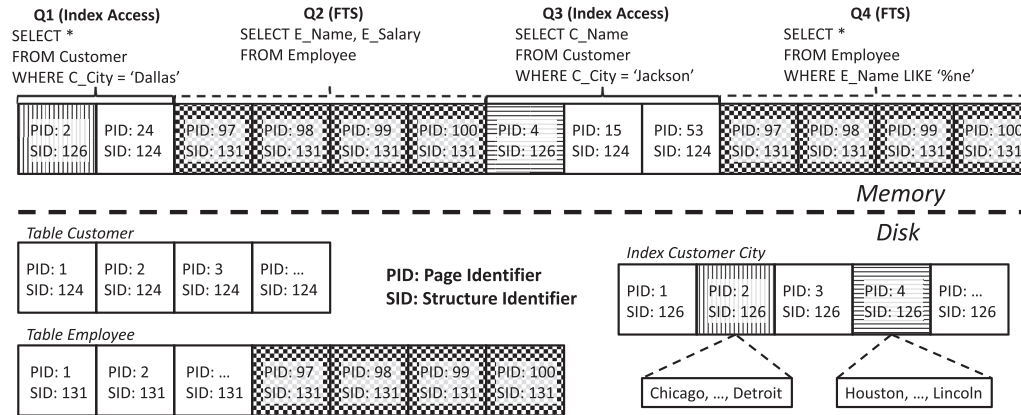 Q1 (Index Access)
SELECT *
FROM Customer
WHERE C_City = ‘Dallas’
Q2 (FTS)
SELECT E_Name, E_Salary
FROM Employee
Q3 (Index Access)
SELECT C_Name
FROM Customer
WHERE C_City = ‘Jackson’
Q4 (FTS)
SELECT *
FROM Employee
WHERE E_Name LIKE ‘%ne’
PID: 2 PID: 24 PID: 97 PID: 98 PID: 99 PID: 100 PID: 4 PID: 15 PID: 53 PID: 97 PID: 98 PID: 99 PID: 100
SID: 126 SID: 124 SID: 131 SID: 131 SID: 131 SID: 131 SID: 126 SID: 124 SID: 124 SID: 131 SID: 131 SID: 131 SID: 131
Memory
Disk
Table Customer
PID: 1 PID: 2 PID: 3 PID: ...
SID: 124 SID: 124 SID: 124 SID: 124
PID: Page Identifier
SID: Structure Identifier
Index Customer City
PID: 1 PID: 2 PID: 3 PID: 4 PID: ...
SID: 126 SID: 126 SID: 126 SID: 126 SID: 126
Chicago, ..., Detroit
Houston, ..., Lincoln
Table Employee
PID: 1 PID: 2 PID: ... PID: 97 PID: 98 PID: 99 PID: 100
SID: 131 SID: 131 SID: 131 SID: 131 SID: 131 SID: 131 SID: 131